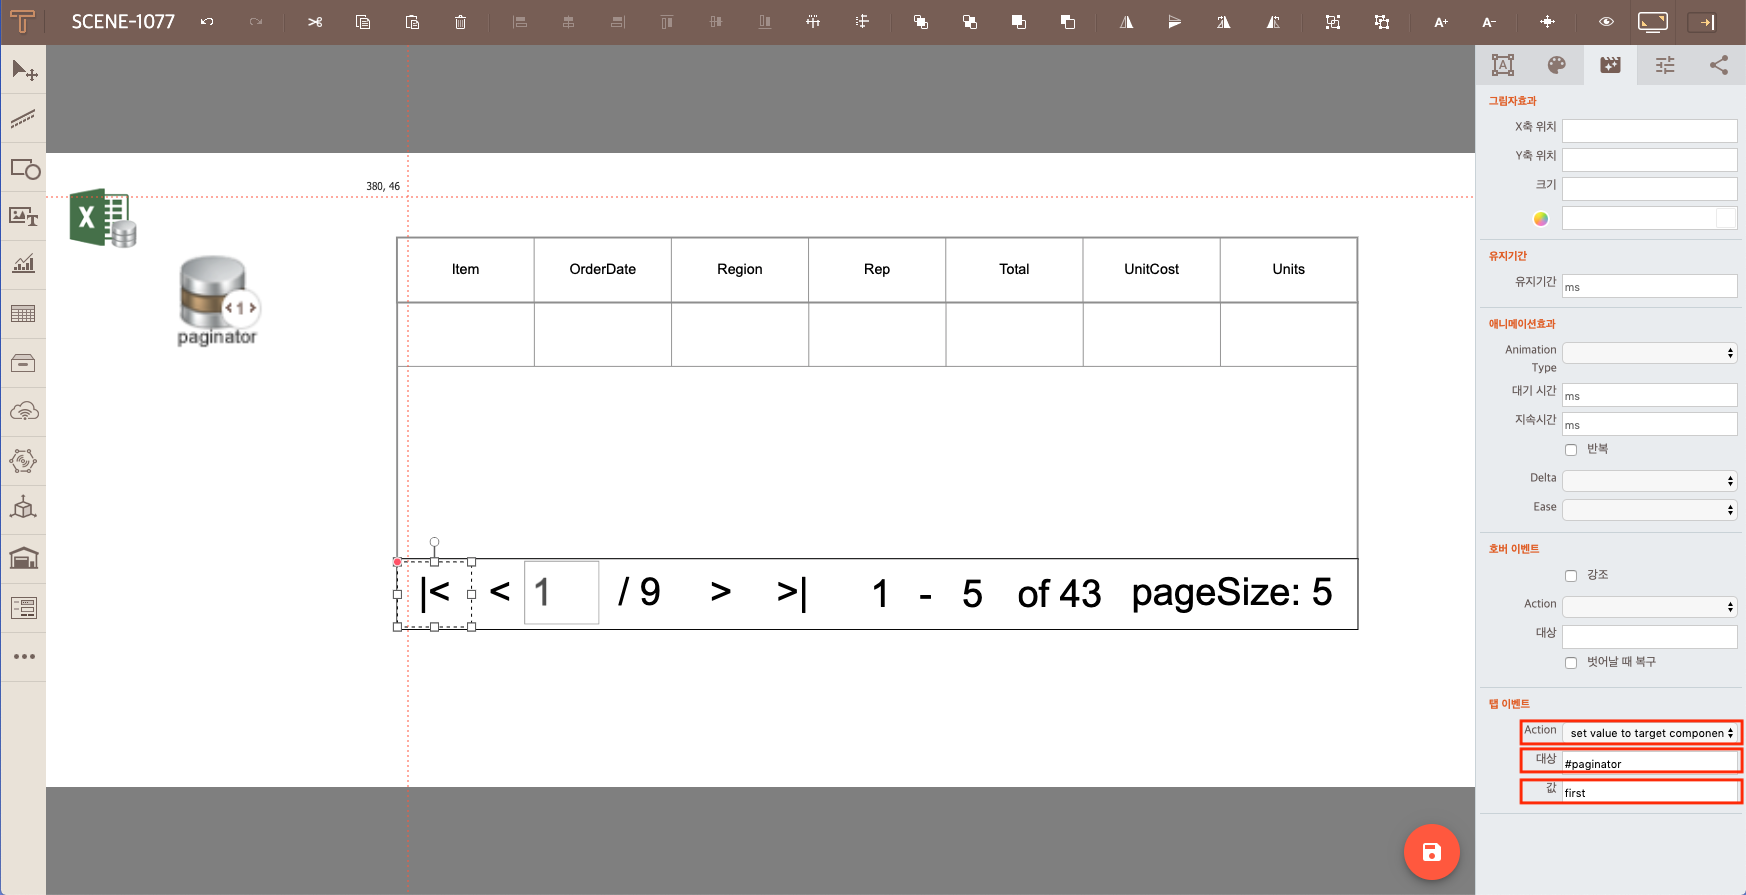 SCENE-1077
A+
A-
380, 46
X
<1>
paginator
Item OrderDate Region Rep Total UnitCost Units
|< < 1 / 9 > >| 1 - 5 of 43 pageSize: 5
그림자효과
X축 위치
Y축 위치
크기
유지기간
유지기간 ms
애니메이션효과
Animation
Type
대기 시간 ms
지속시간 ms
반복
Delta
Ease
호버 이벤트
강조
Action
대상
벗어날 때 복구
탭 이벤트
Action set value to target componen
대상 #paginator
값 first